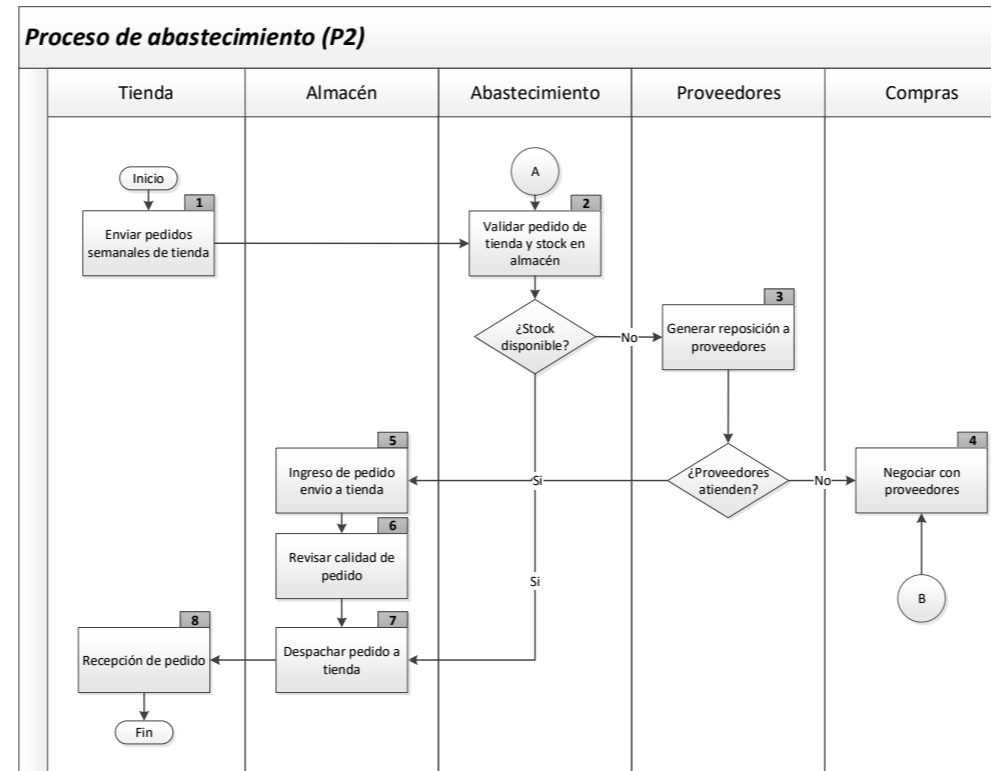 Proceso de abastecimiento (P2)
Tienda
Almacén
Abastecimiento
Proveedores
Compras
Inicio
A
1
Enviar pedidos
semanales de tienda
2
Validar pedido de
tienda y stock en
almacén
¿Stock
disponible?
No
3
Generar reposición a
proveedores
¿Proveedores
atienden?
No
4
Negociar con
proveedores
B
Si
5
Ingreso de pedido
envio a tienda
6
Revisar calidad de
pedido
Si
7
Despachar pedido a
tienda
8
Recepción de pedido
Fin